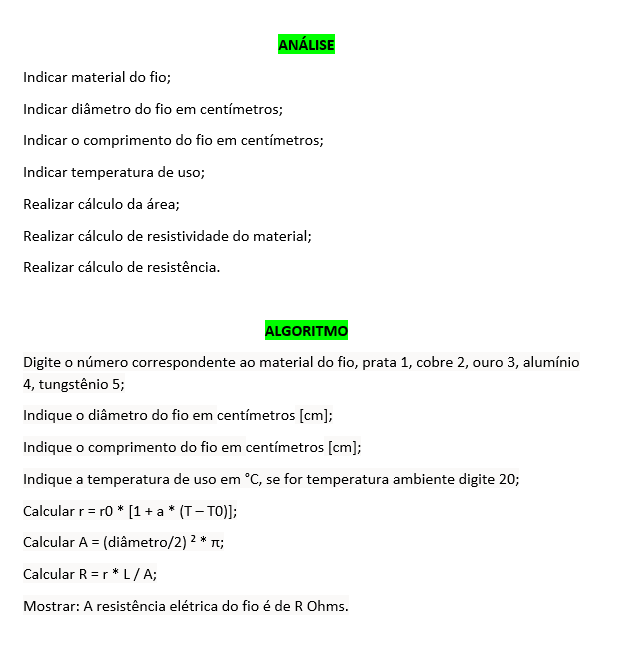 ANÁLISE
Indicar material do fio;
Indicar diâmetro do fio em centímetros;
Indicar o comprimento do fio em centímetros;
Indicar temperatura de uso;
Realizar cálculo da área;
Realizar cálculo de resistividade do material;
Realizar cálculo de resistência.
ALGORITMO
Digite o número correspondente ao material do fio, prata 1, cobre 2, ouro 3, alumínio
4, tungstênio 5;
Indique o diâmetro do fio em centímetros [cm];
Indique o comprimento do fio em centímetros [cm];
Indique a temperatura de uso em °C, se for temperatura ambiente digite 20;
Calcular r = r0 * [1 + a * (T – T0)];
Calcular A = (diâmetro/2) ² * π;
Calcular R = r * L / A;
Mostrar: A resistência elétrica do fio é de R Ohms.